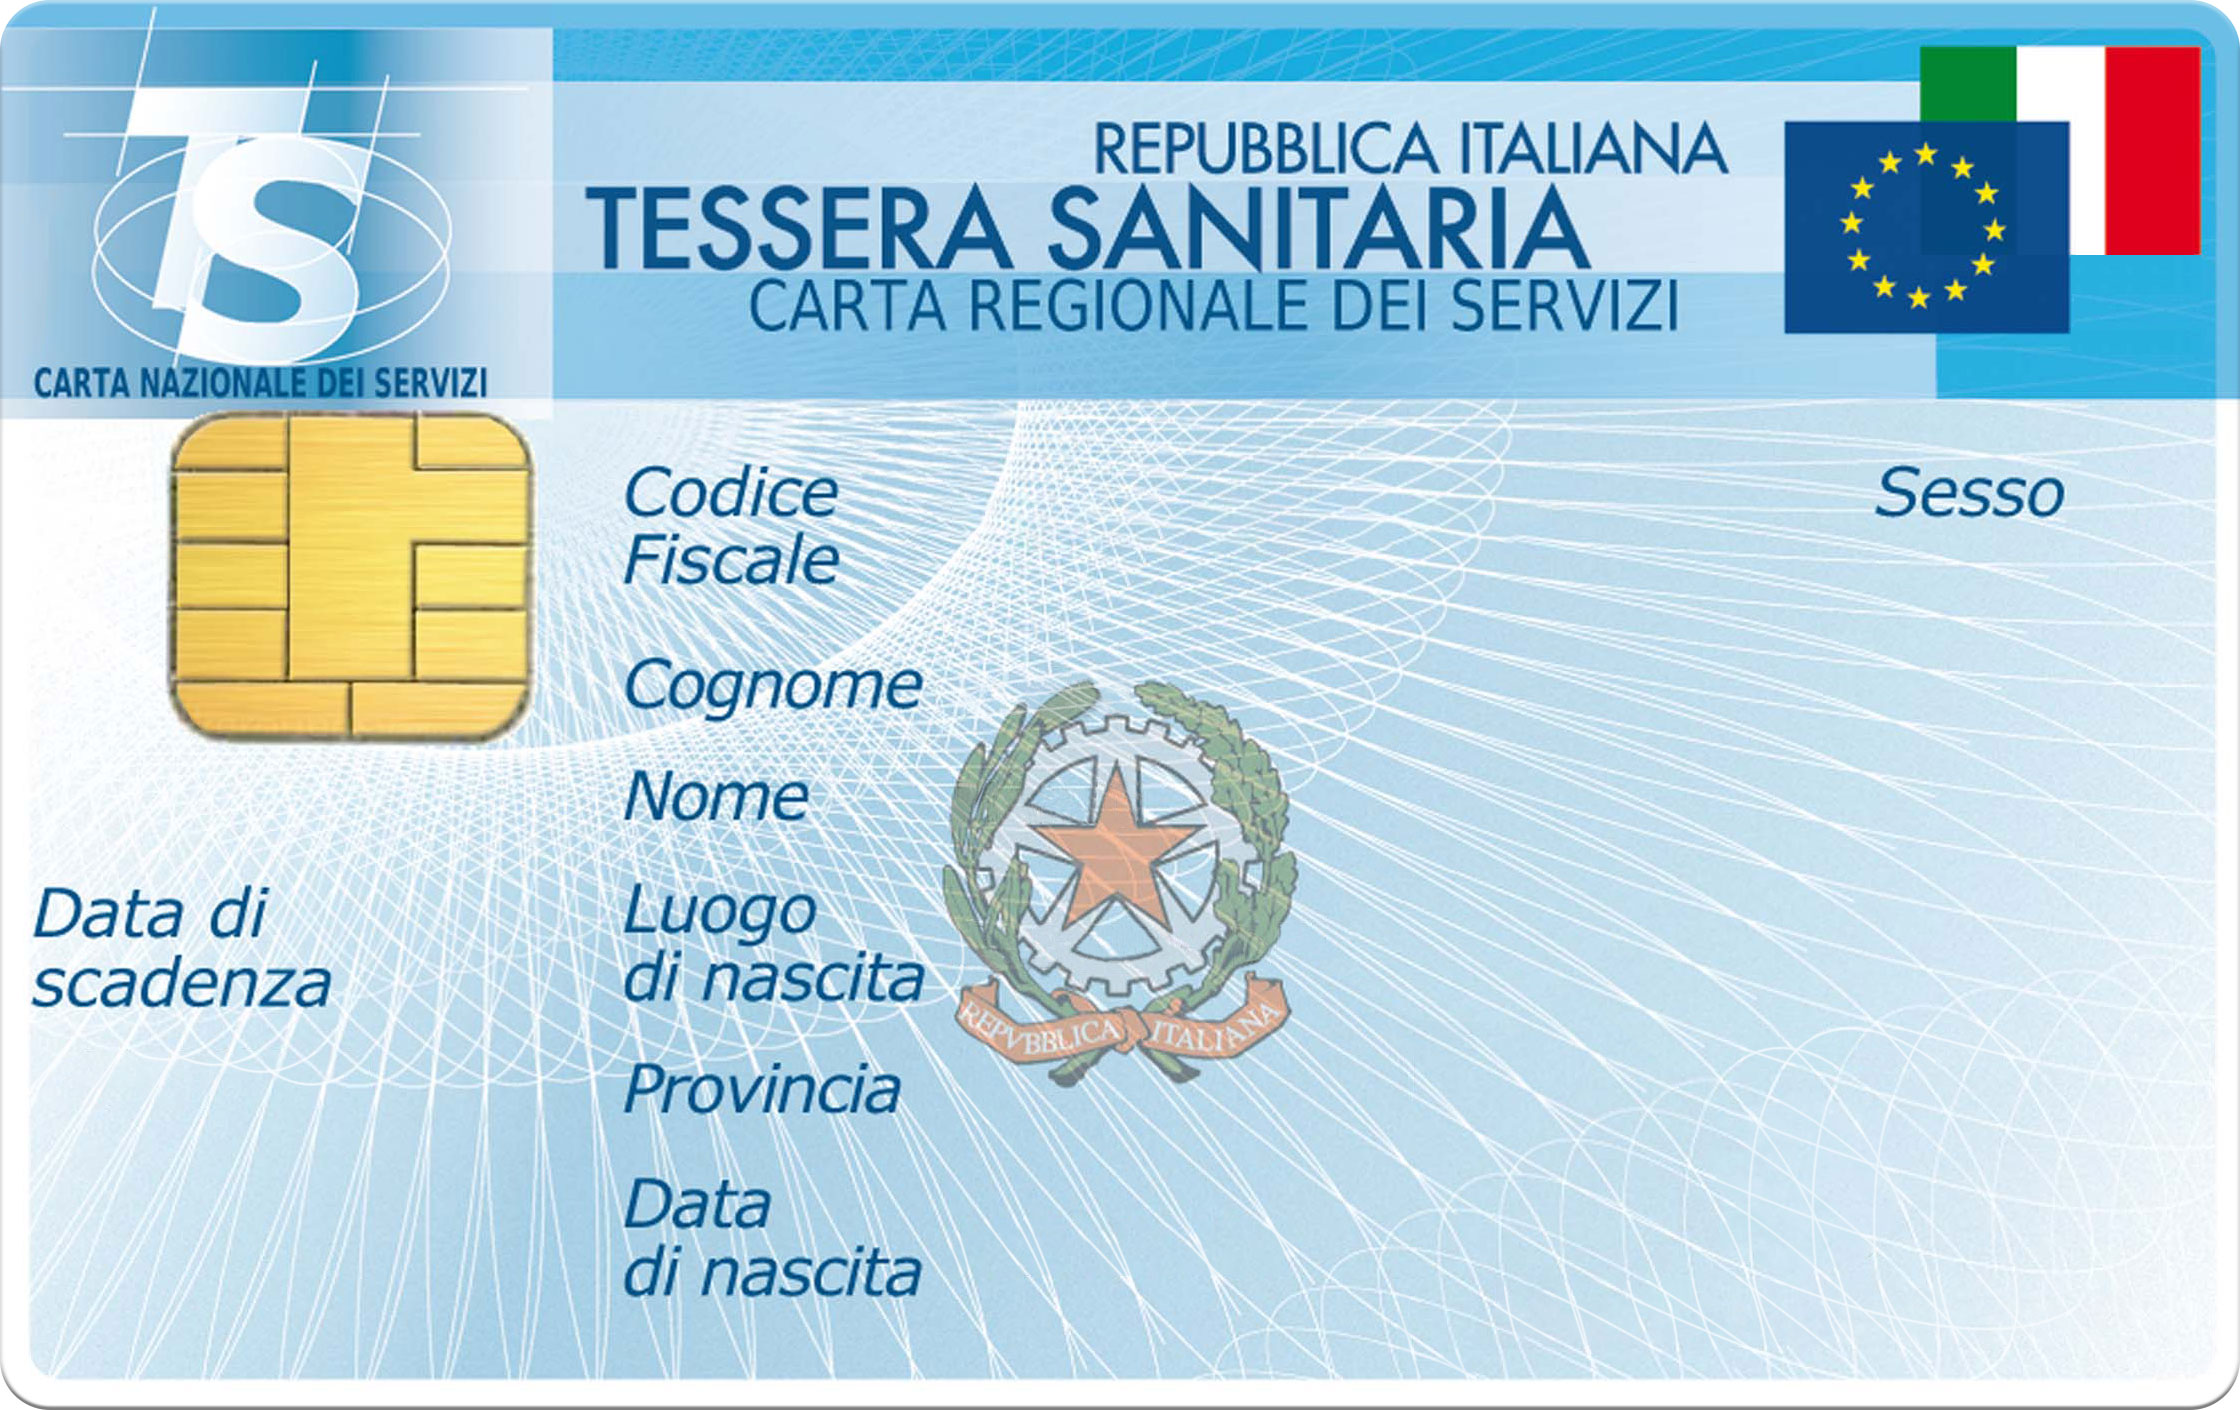 TS
CARTA NAZIONALE DEI SERVIZI
REPUBBLICA ITALIANA
TESSERA SANITARIA
CARTA REGIONALE DEI SERVIZI
Codice
Fiscale
Sesso
Cognome
Nome
Luogo
di nascita
Provincia
Data
di nascita
Data di
scadenza
REPVBBLICA ITALIANA